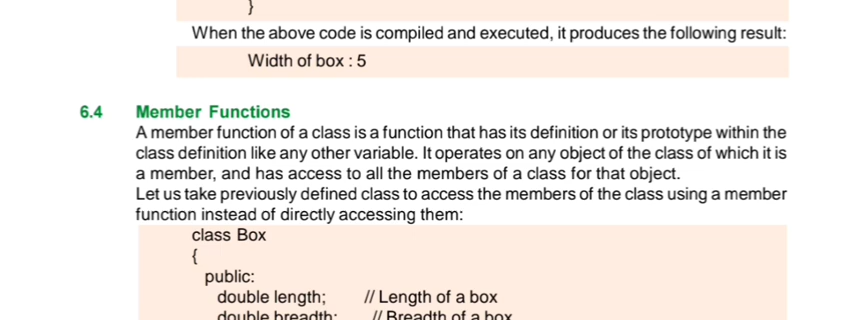 }
When the above code is compiled and executed, it produces the following result:
Width of box : 5
6.4 Member Functions
A member function of a class is a function that has its definition or its prototype within the
class definition like any other variable. It operates on any object of the class of which it is
a member, and has access to all the members of a class for that object.
Let us take previously defined class to access the members of the class using a member
function instead of directly accessing them:
class Box
{
public:
double length; // Length of a box
double breadth; // Breadth of a box